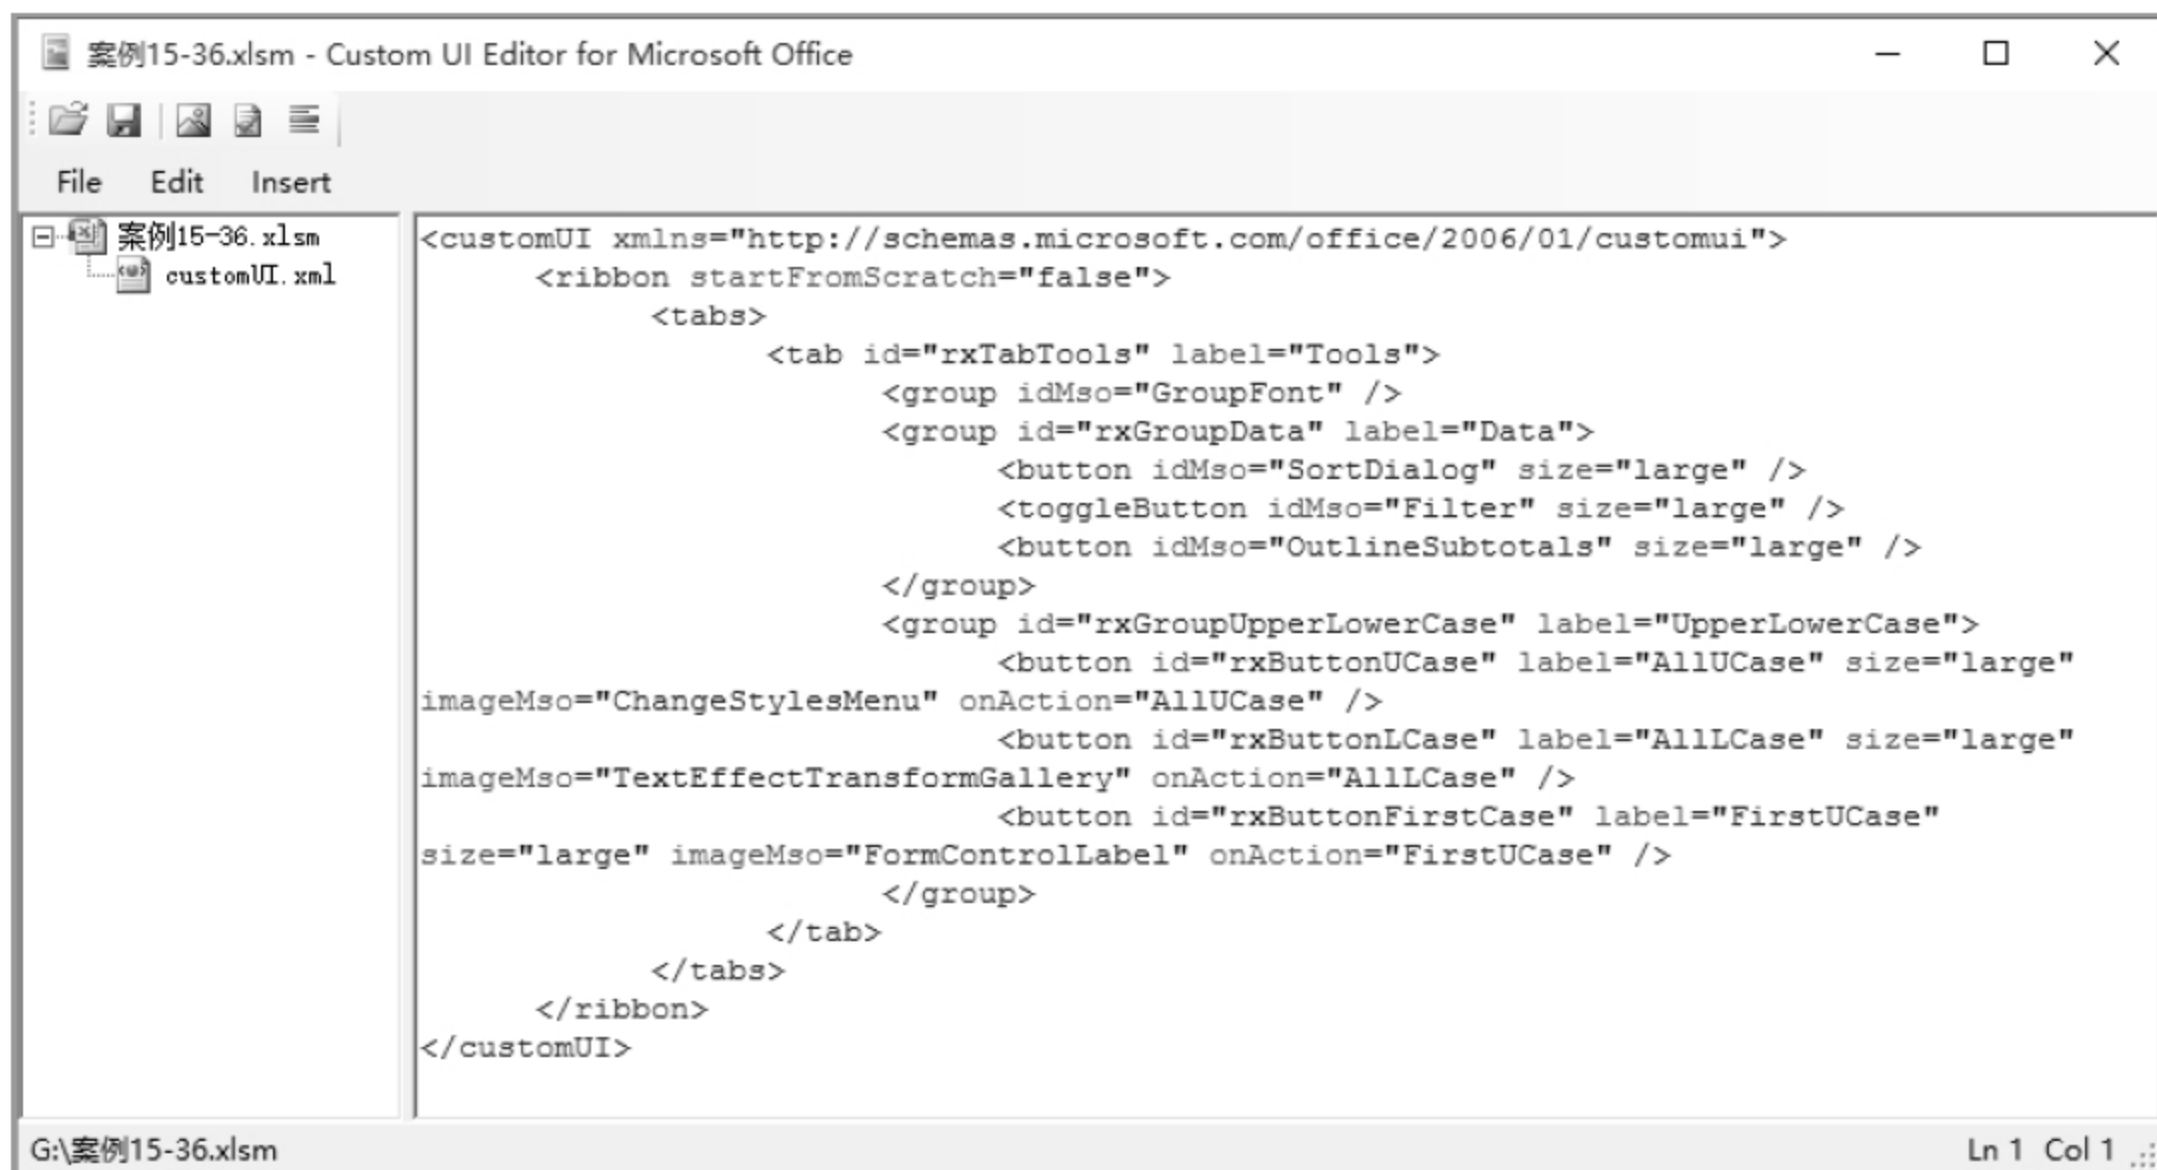 案例15-36.xlsm - Custom UI Editor for Microsoft Office
File Edit Insert
案例15-36.xlsm
customUI.xml
<customUI xmlns="http://schemas.microsoft.com/office/2006/01/customui">
<ribbon startFromScratch="false">
<tabs>
<tab id="rxTabTools" label="Tools">
<group idMso="GroupFont" />
<group id="rxGroupData" label="Data">
<button idMso="SortDialog" size="large" />
<toggleButton idMso="Filter" size="large" />
<button idMso="OutlineSubtotals" size="large" />
</group>
<group id="rxGroupUpperLowerCase" label="UpperLowerCase">
<button id="rxButtonUCase" label="AllUCase" size="large"
imageMso="ChangeStylesMenu" onAction="AllUCase" />
<button id="rxButtonLCase" label="AllLCase" size="large"
imageMso="TextEffectTransformGallery" onAction="AllLCase" />
<button id="rxButtonFirstCase" label="FirstUCase"
size="large" imageMso="FormControlLabel" onAction="FirstUCase" />
</group>
</tab>
</tabs>
</ribbon>
</customUI>
G:\案例15-36.xlsm
Ln 1 Col 1